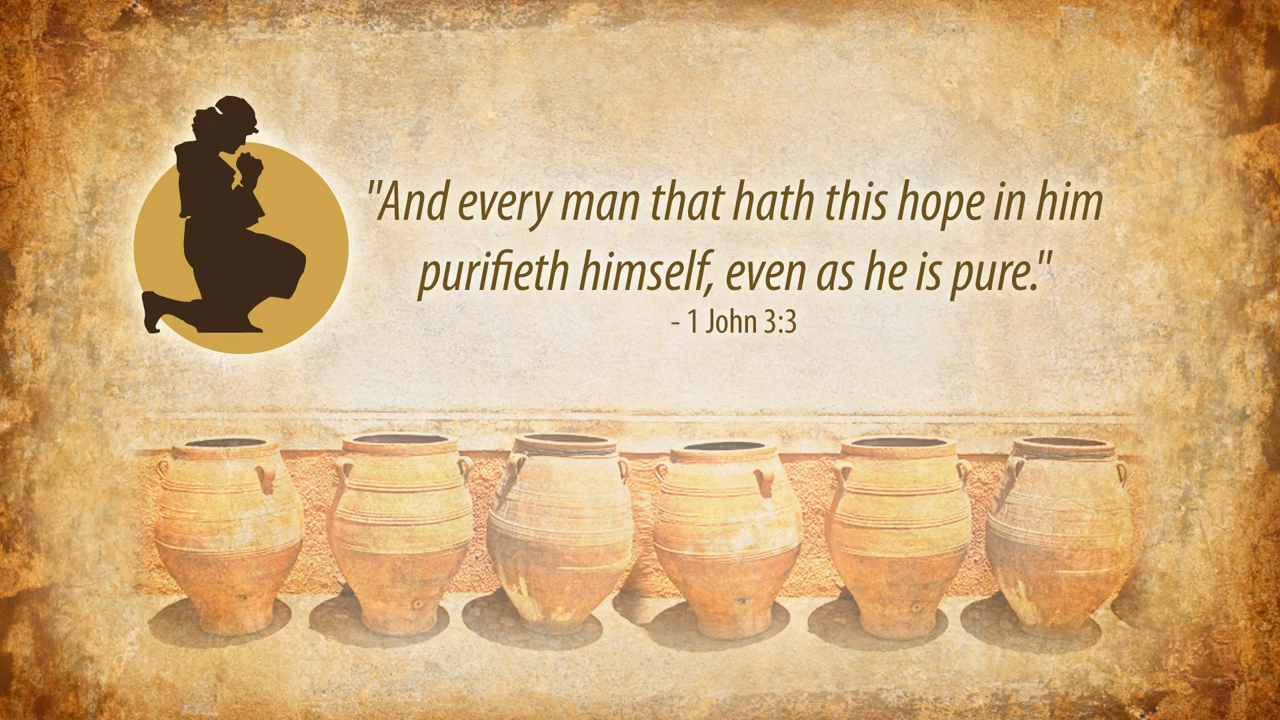 "And every man that hath this hope in him
purifieth himself, even as he is pure."
- 1 John 3:3